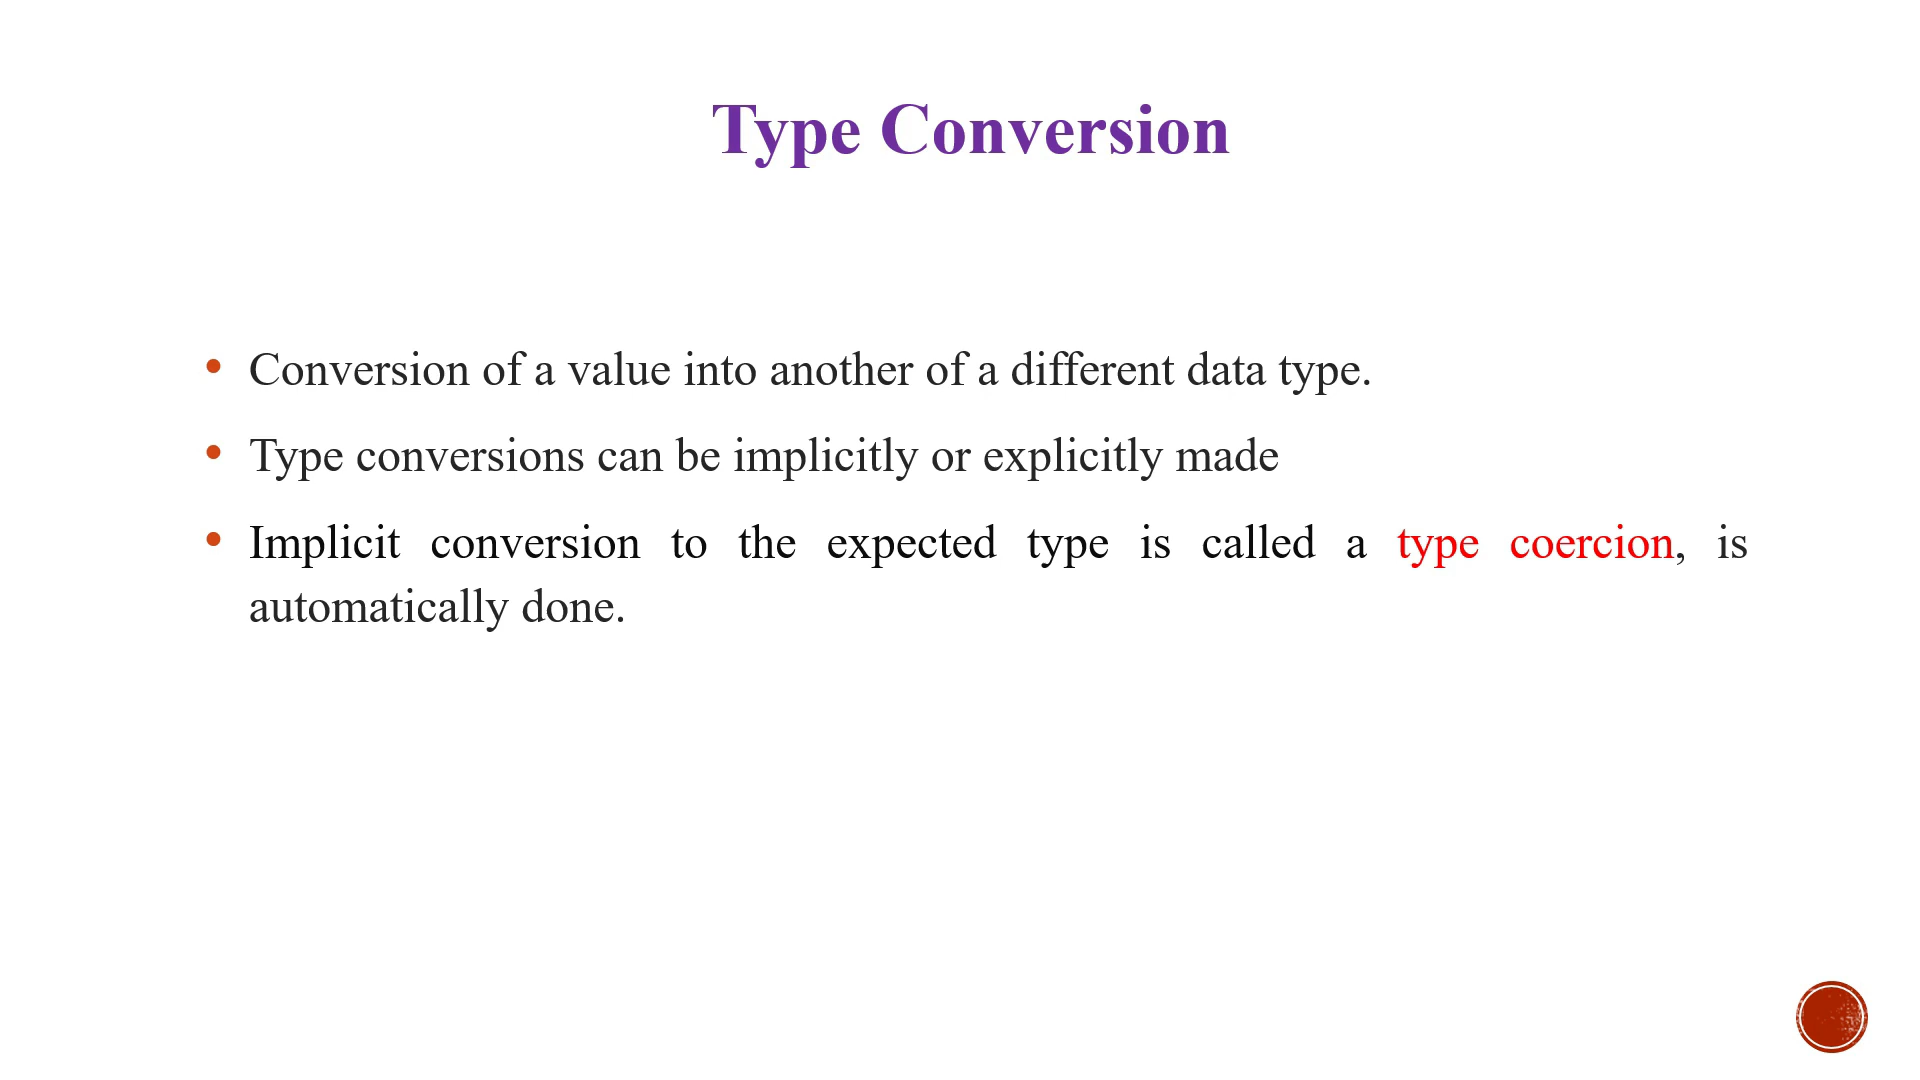 Type Conversion
• Conversion of a value into another of a different data type.
• Type conversions can be implicitly or explicitly made
• Implicit conversion to the expected type is called a type coercion, is
automatically done.